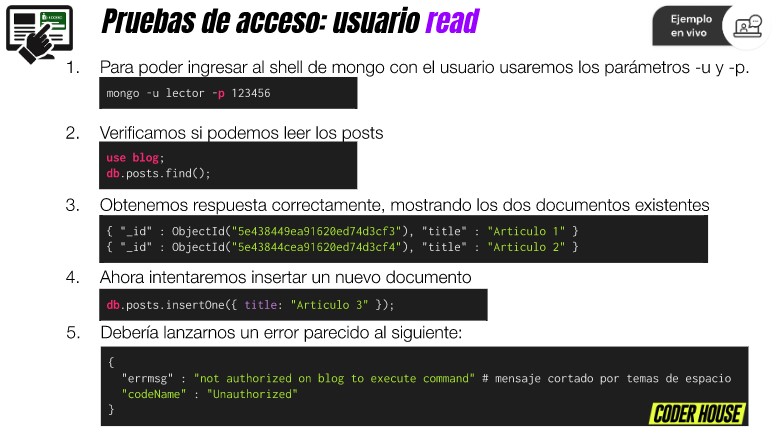 Pruebas de acceso: usuario read
Ejemplo
en vivo
1. Para poder ingresar al shell de mongo con el usuario usaremos los parámetros -u y -p.
mongo -u lector -p 123456
2. Verificamos si podemos leer los posts
use blog;
db.posts.find();
3. Obtenemos respuesta correctamente, mostrando los dos documentos existentes
{ "_id" : ObjectId("5e438449ea91620ed74d3cf3"), "title" : "Articulo 1" }
{ "_id" : ObjectId("5e43844cea91620ed74d3cf4"), "title" : "Articulo 2" }
4. Ahora intentaremos insertar un nuevo documento
db.posts.insertOne({ title: "Articulo 3" });
5. Debería lanzarnos un error parecido al siguiente:
{
"errmsg" : "not authorized on blog to execute command" # mensaje cortado por temas de espacio
"codeName" : "Unauthorized"
}
CODER HOUSE